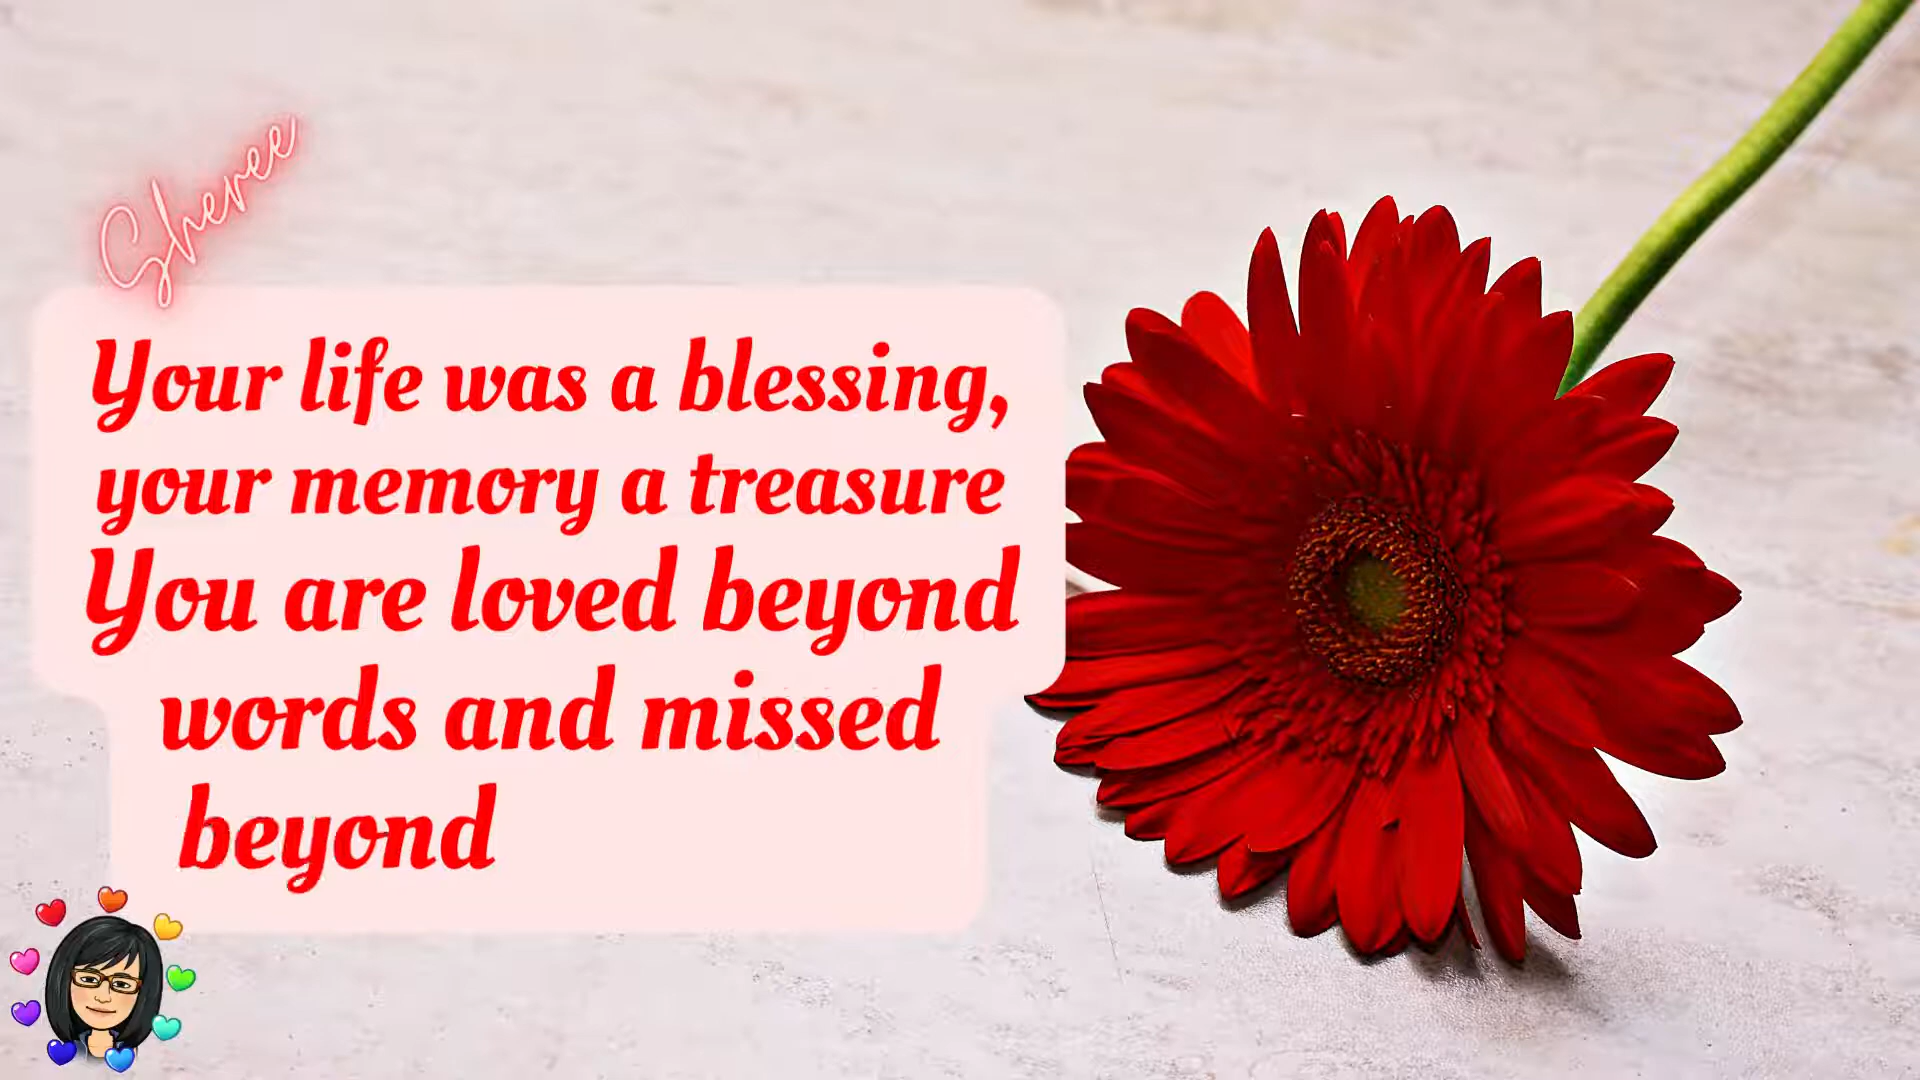 Sheree
Your life was a blessing,
your memory a treasure
You are loved beyond
words and missed
beyond